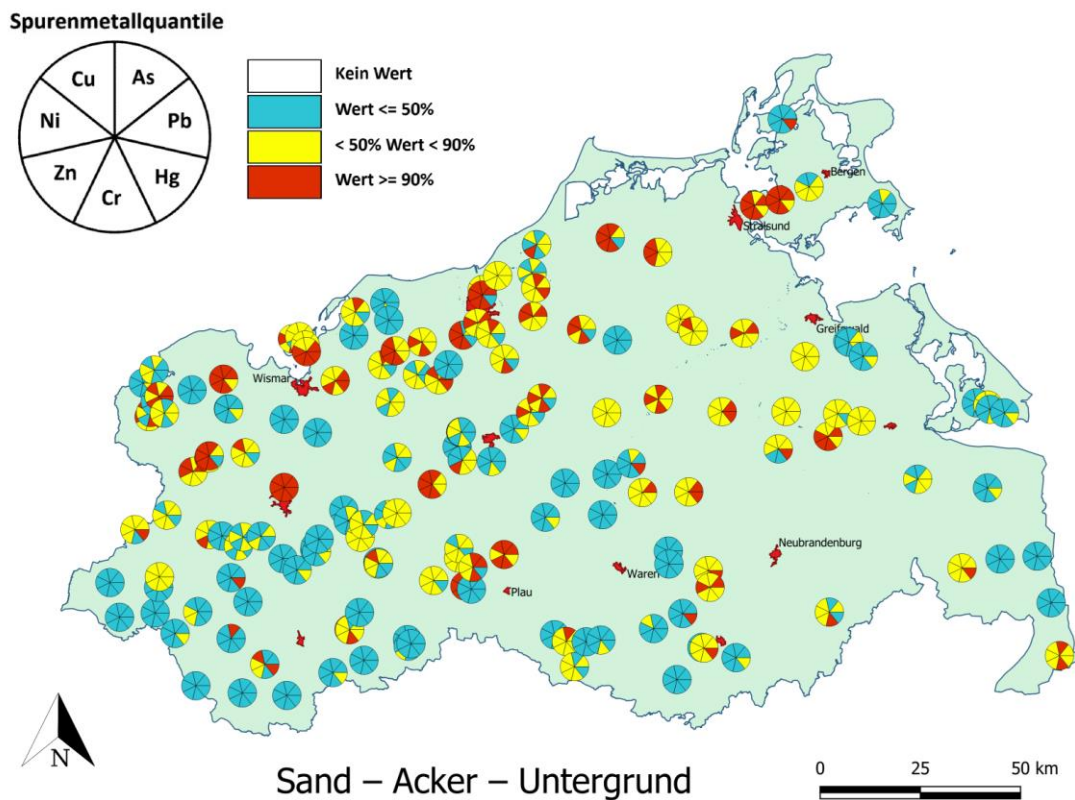 Spurenmetallquantile
Cu
As
Ni
Pb
Zn
Hg
Cr
Kein Wert
Wert <= 50%
< 50% Wert < 90%
Wert >= 90%
Bergen
Stralsund
Greifswald
Wismar
Neubrandenburg
Waren
Plau
N
Sand – Acker – Untergrund
0 25 50 km